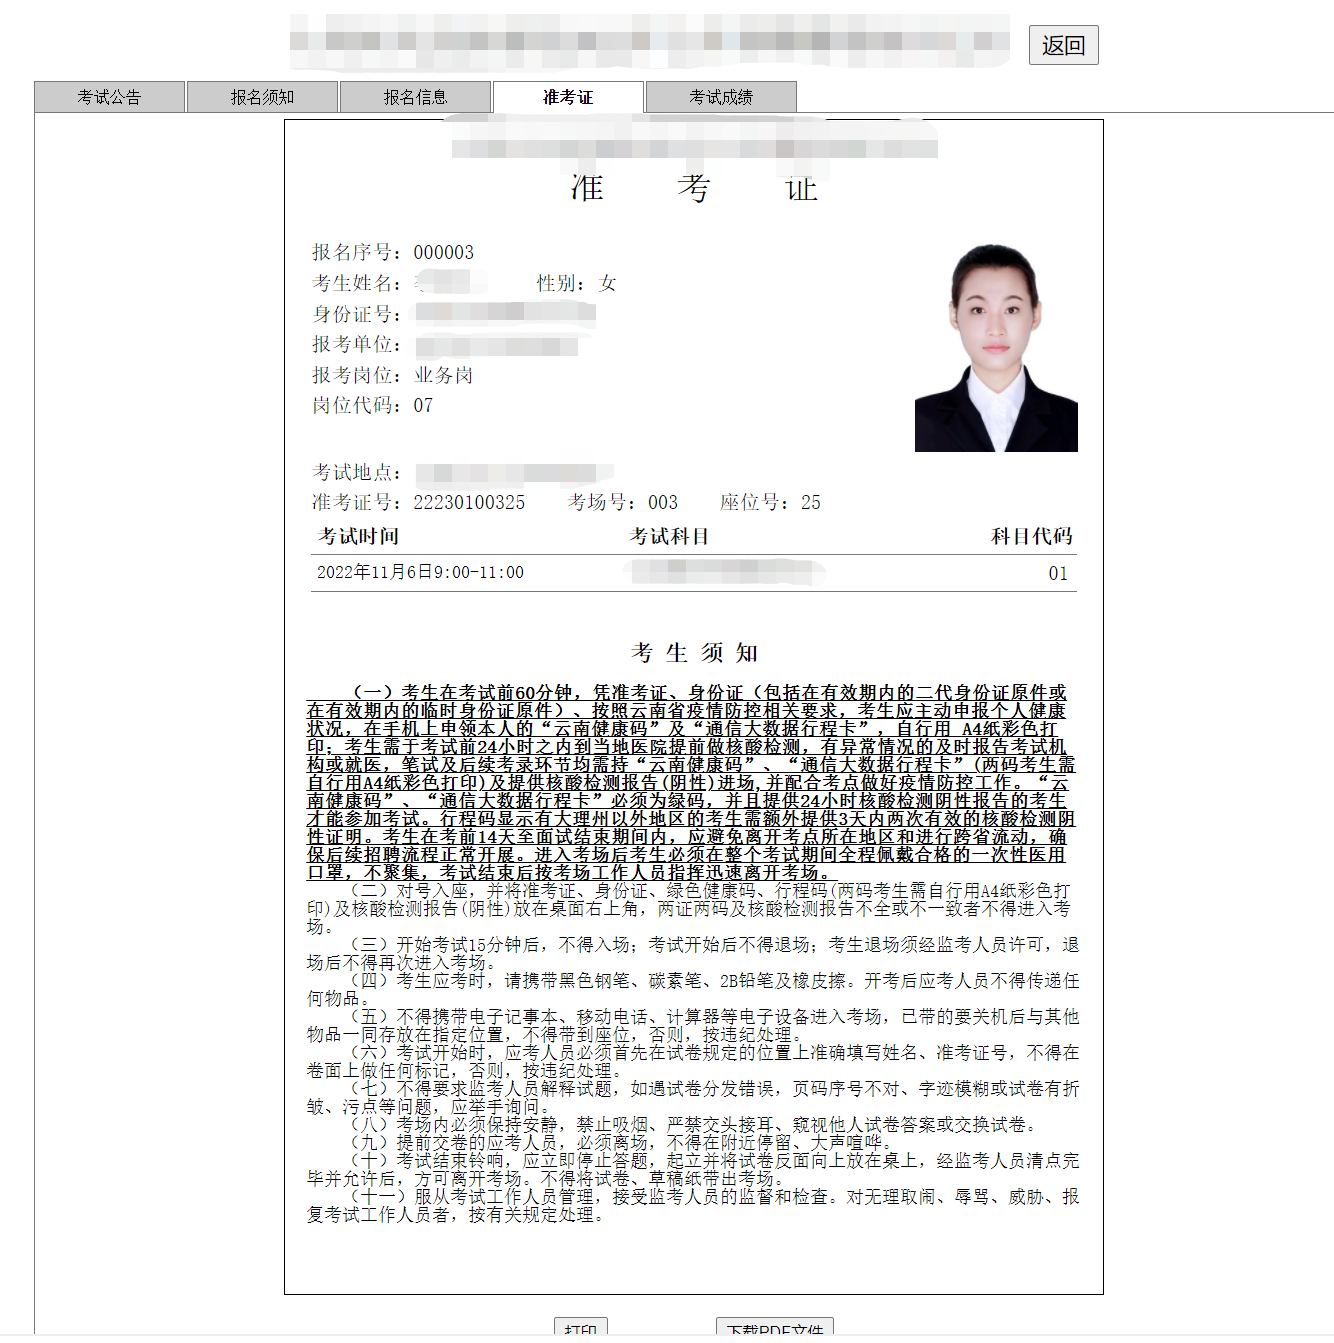 返回
考试公告 报名须知 报名信息 准考证 考试成绩
准 考 证
报名序号：000003
考生姓名： 性别：女
身份证号：
报考单位：
报考岗位：业务岗
岗位代码：07
考试地点：
准考证号：22230100325 考场号：003 座位号：25
考试时间 考试科目 科目代码
2022年11月6日9:00-11:00 01
考 生 须 知
（一）考生在考试前60分钟，凭准考证、身份证（包括在有效期内的二代身份证原件或
在有效期内的临时身份证原件）、按照云南省疫情防控相关要求，考生应主动申报个人健康
状况，在手机上申领本人的“云南健康码”及“通信大数据行程卡”，自行用 A4纸彩色打
印；考生需于考试前24小时之内到当地医院提前做核酸检测，有异常情况的及时报告考试机
构或就医，笔试及后续考录环节均需持“云南健康码”、“通信大数据行程卡”(两码考生需
自行用A4纸彩色打印)及提供核酸检测报告(阴性)进场,并配合考点做好疫情防控工作。“云
南健康码”、“通信大数据行程卡”必须为绿码，并且提供24小时核酸检测阴性报告的考生
才能参加考试。行程码显示有大理州以外地区的考生需额外提供3天内两次有效的核酸检测阴
性证明。考生在考前14天至面试结束期间内，应避免离开考点所在地区和进行跨省流动，确
保后续招聘流程正常开展。进入考场后考生必须在整个考试期间全程佩戴合格的一次性医用
口罩，不聚集，考试结束后按考场工作人员指挥迅速离开考场。
（二）对号入座，并将准考证、身份证、绿色健康码、行程码(两码考生需自行用A4纸彩色打
印)及核酸检测报告(阴性)放在桌面右上角，两证两码及核酸检测报告不全或不一致者不得进入考
场。
（三）开始考试15分钟后，不得入场；考试开始后不得退场；考生退场须经监考人员许可，退
场后不得再次进入考场。
（四）考生应考时，请携带黑色钢笔、碳素笔、2B铅笔及橡皮擦。开考后应考人员不得传递任
何物品。
（五）不得携带电子记事本、移动电话、计算器等电子设备进入考场，已带的要关机后与其他
物品一同存放在指定位置，不得带到座位，否则，按违纪处理。
（六）考试开始时，应考人员必须首先在试卷规定的位置上准确填写姓名、准考证号，不得在
卷面上做任何标记，否则，按违纪处理。
（七）不得要求监考人员解释试题，如遇试卷分发错误，页码序号不对、字迹模糊或试卷有折
皱、污点等问题，应举手询问。
（八）考场内必须保持安静，禁止吸烟、严禁交头接耳、窥视他人试卷答案或交换试卷。
（九）提前交卷的应考人员，必须离场，不得在附近停留、大声喧哗。
（十）考试结束铃响，应立即停止答题，起立并将试卷反面向上放在桌上，经监考人员清点完
毕并允许后，方可离开考场。不得将试卷、草稿纸带出考场。
（十一）服从考试工作人员管理，接受监考人员的监督和检查。对无理取闹、辱骂、威胁、报
复考试工作人员者，按有关规定处理。
打印 下载PDF文件